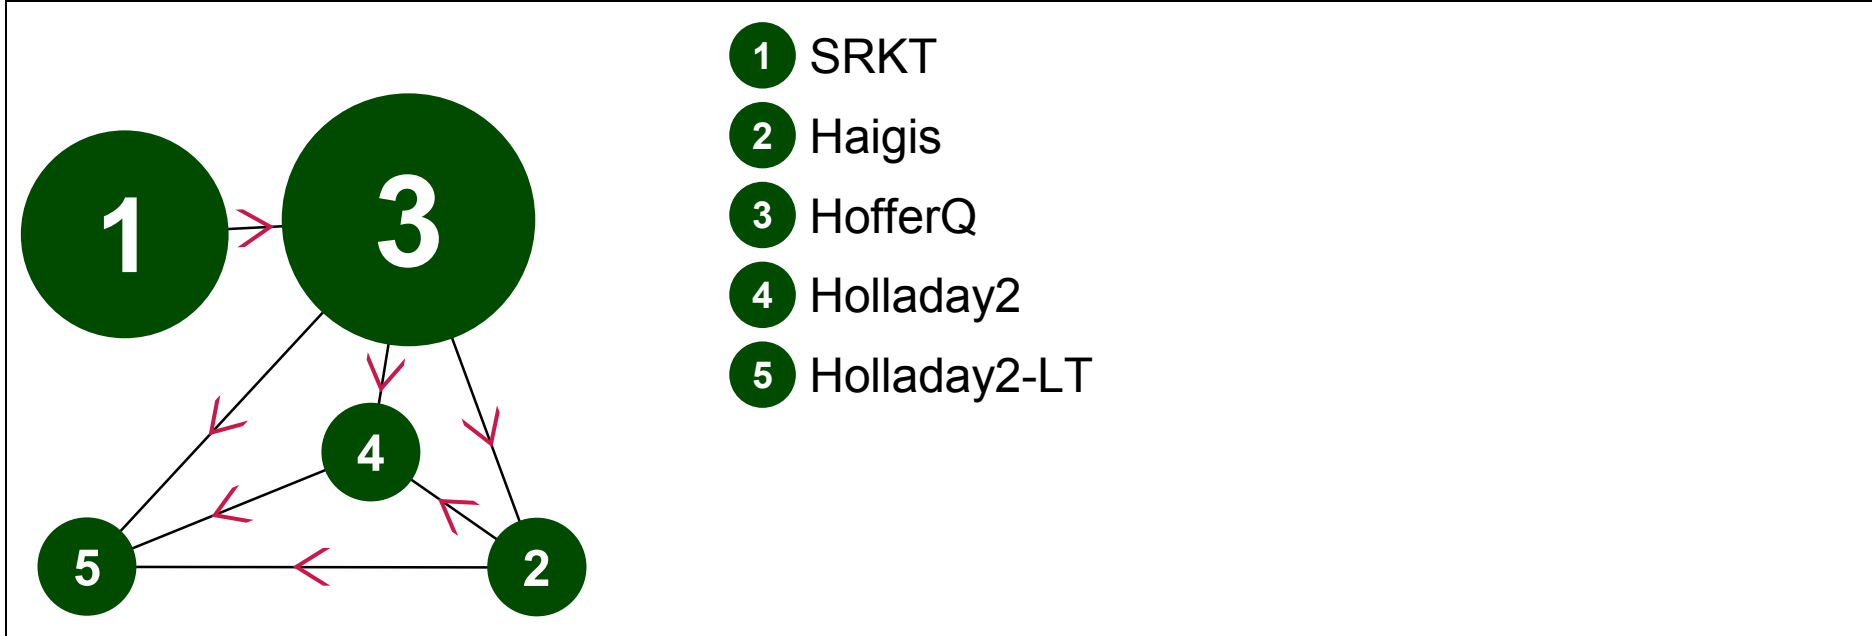 1 3 4 5 2
1 SRKT
2 Haigis
3 HofferQ
4 Holladay2
5 Holladay2-LT